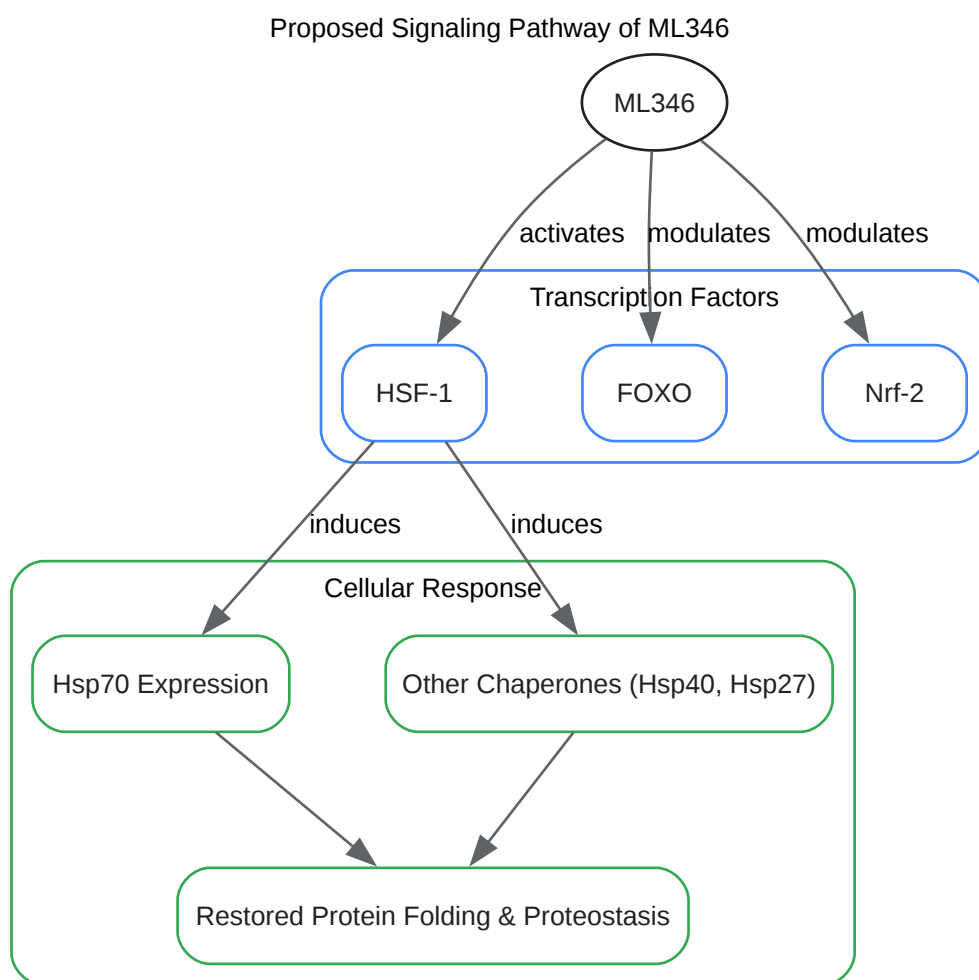 Proposed Signaling Pathway of ML346
ML346
activates
modulates
modulates
Transcription Factors
HSF-1
FOXO
Nrf-2
induces
induces
Cellular Response
Hsp70 Expression
Other Chaperones (Hsp40, Hsp27)
Restored Protein Folding & Proteostasis